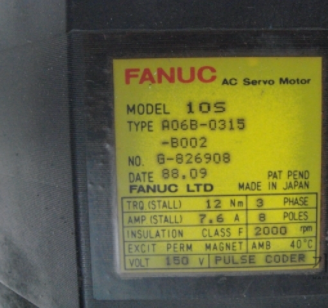 FANUC AC Servo Motor
MODEL 10S
TYPE A06B-0315
-B002
NO. G-826908
DATE 88.09 PAT PEND
FANUC LTD MADE IN JAPAN
TRQ (STALL) 12 Nm 3 PHASE
AMP (STALL) 7.6 A 8 POLES
INSULATION CLASS F 2000 rpm
EXCIT PERM MAGNET AMB 40°C
VOLT 150 V PULSE CODER